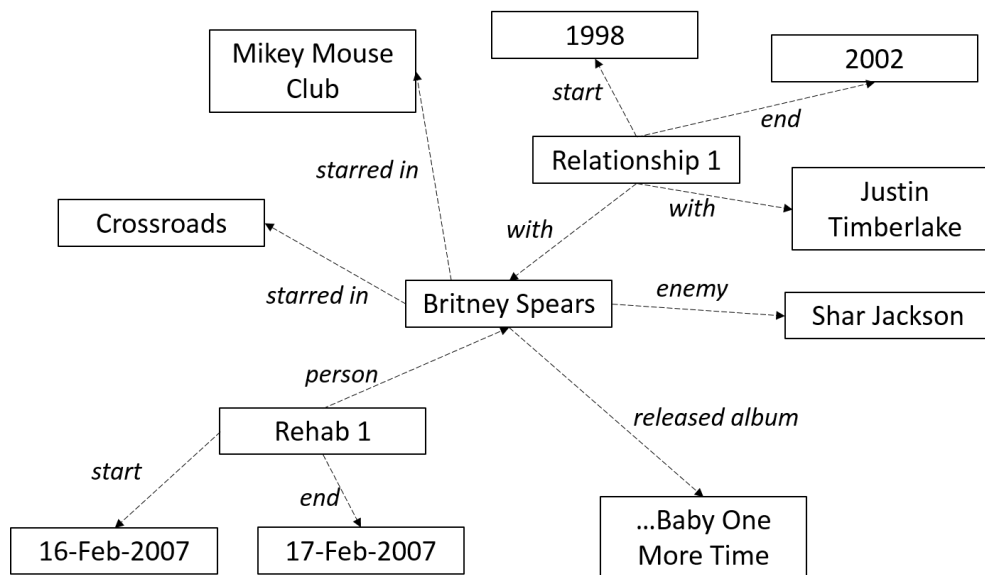 1998
Mikey Mouse
Club
2002
start
end
Relationship 1
starred in
Justin
Timberlake
with
Crossroads
with
starred in
Britney Spears
enemy
Shar Jackson
person
released album
Rehab 1
start
end
...Baby One
More Time
16-Feb-2007
17-Feb-2007